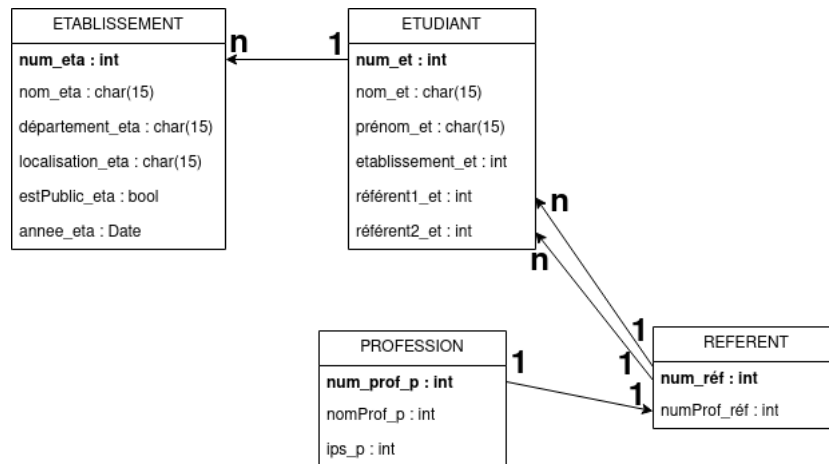 ETABLISSEMENT
num_eta : int
nom_eta : char(15)
département_eta : char(15)
localisation_eta : char(15)
estPublic_eta : bool
annee_eta : Date
n
1
ETUDIANT
num_et : int
nom_et : char(15)
prénom_et : char(15)
etablissement_et : int
référent1_et : int
référent2_et : int
n
n
1
1
PROFESSION
num_prof_p : int
nomProf_p : int
ips_p : int
1
1
REFERENT
num_réf : int
numProf_réf : int